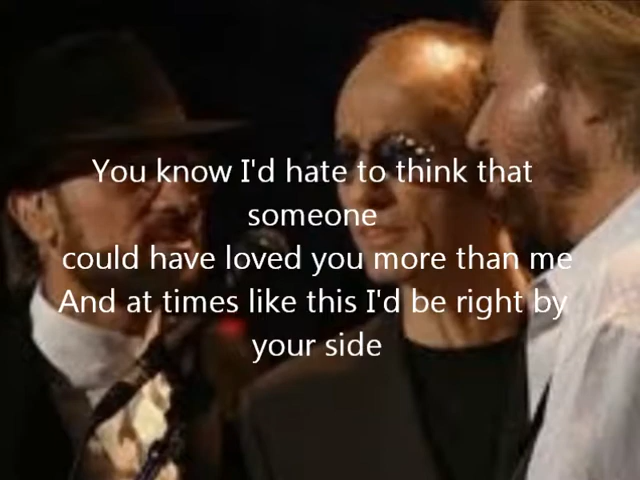 You know I'd hate to think that
someone
could have loved you more than me
And at times like this I'd be right by
your side